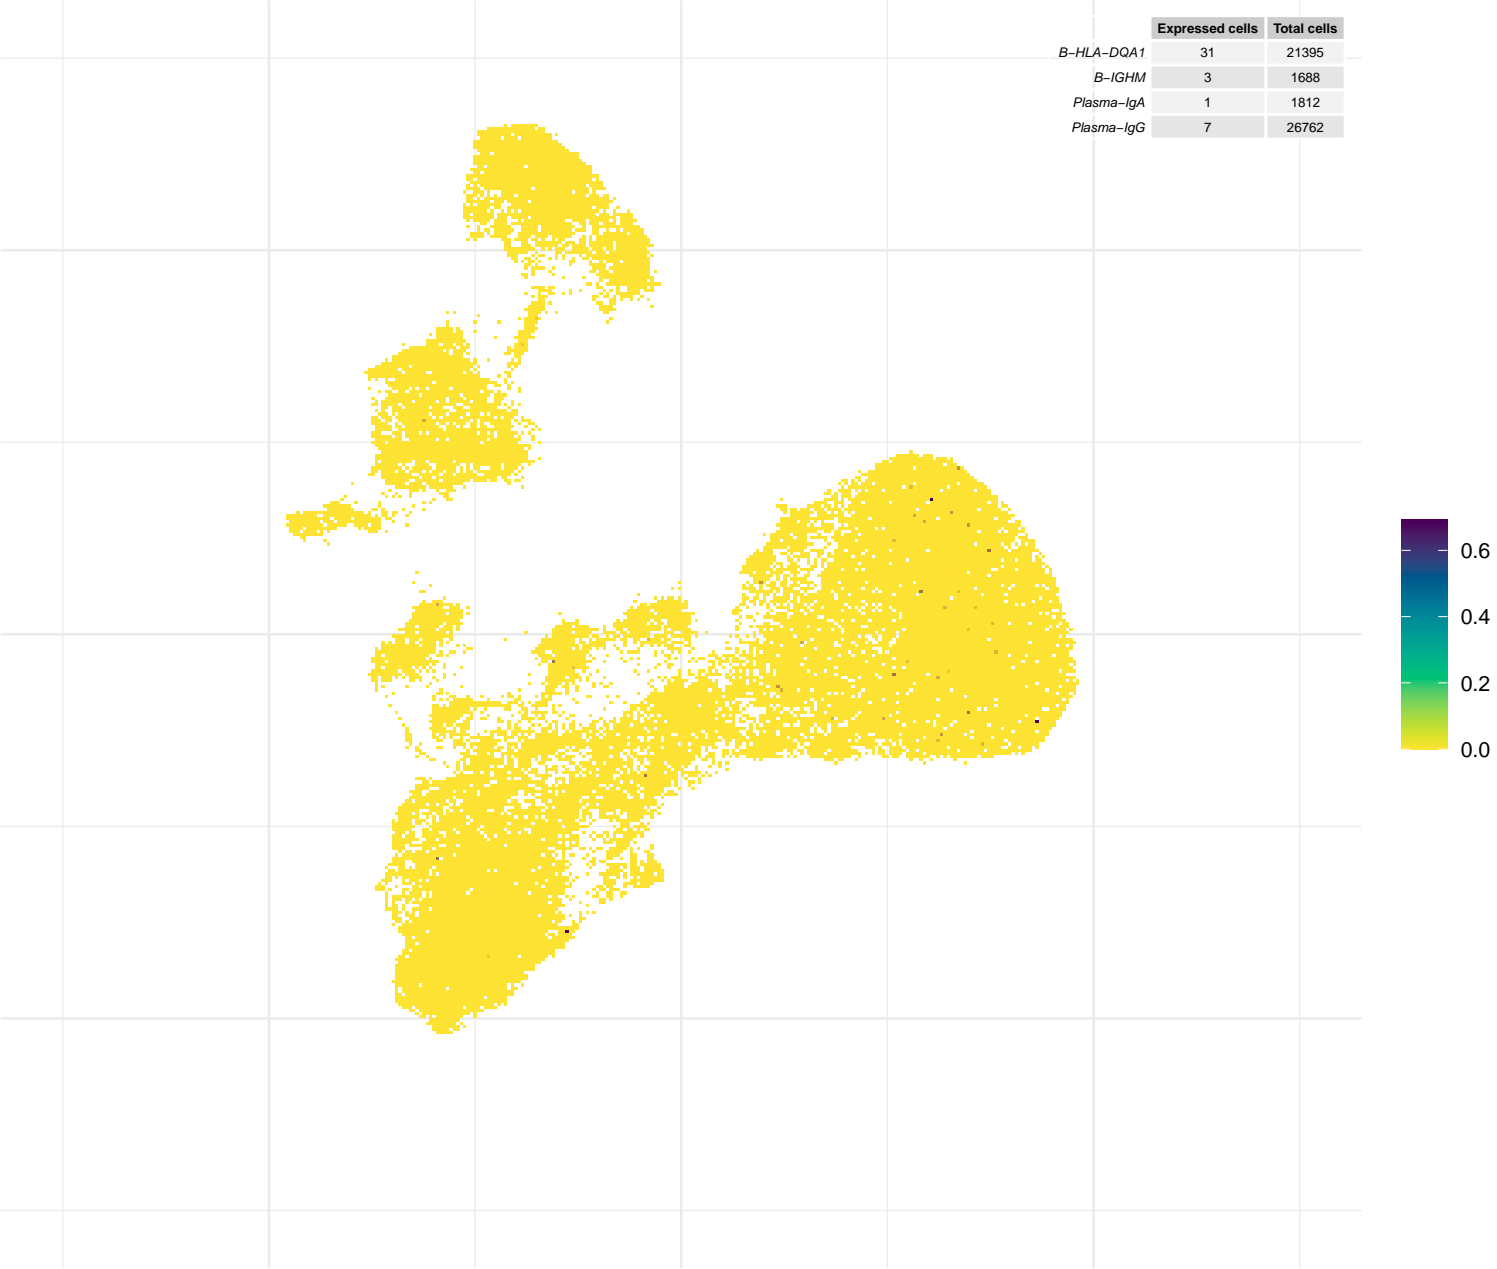 Expressed cells Total cells
B−HLA−DQA1 31 21395
B−IGHM 3 1688
Plasma−IgA 1 1812
Plasma−IgG 7 26762
0.6
0.4
0.2
0.0